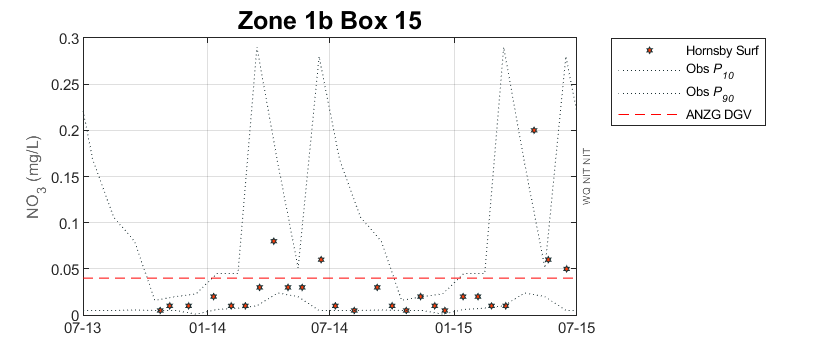 Zone 1b Box 15
0.3
0.25
0.2
0.15
0.1
0.05
0
NO3 (mg/L)
07-13
01-14
07-14
01-15
07-15
WQ NIT NIT
Hornsby Surf
Obs P10
Obs P90
ANZG DGV